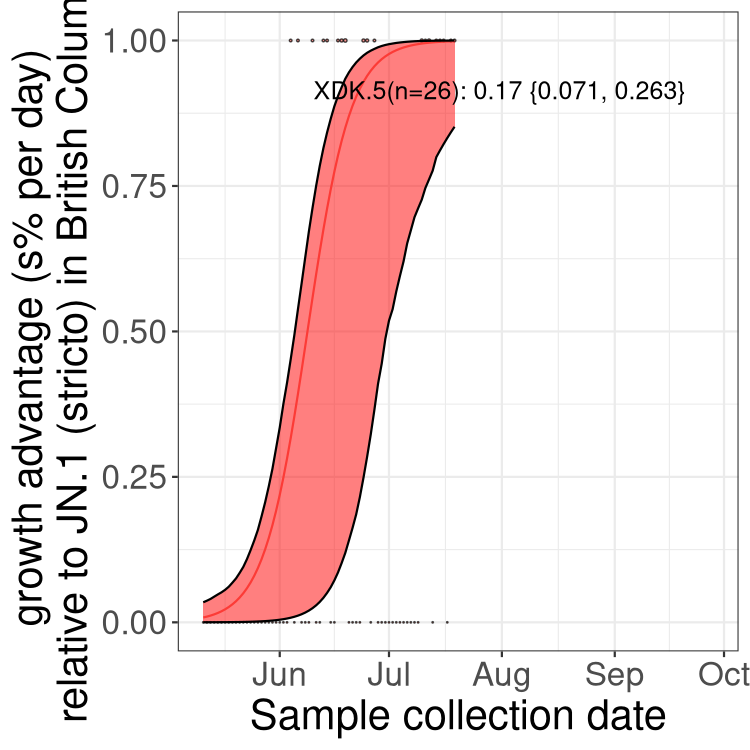 growth advantage (s% per day)
relative to JN.1 (stricto) in British Colum
1.00
0.75
0.50
0.25
0.00
XDK.5(n=26): 0.17 {0.071, 0.263}
Jun Jul Aug Sep Oct
Sample collection date